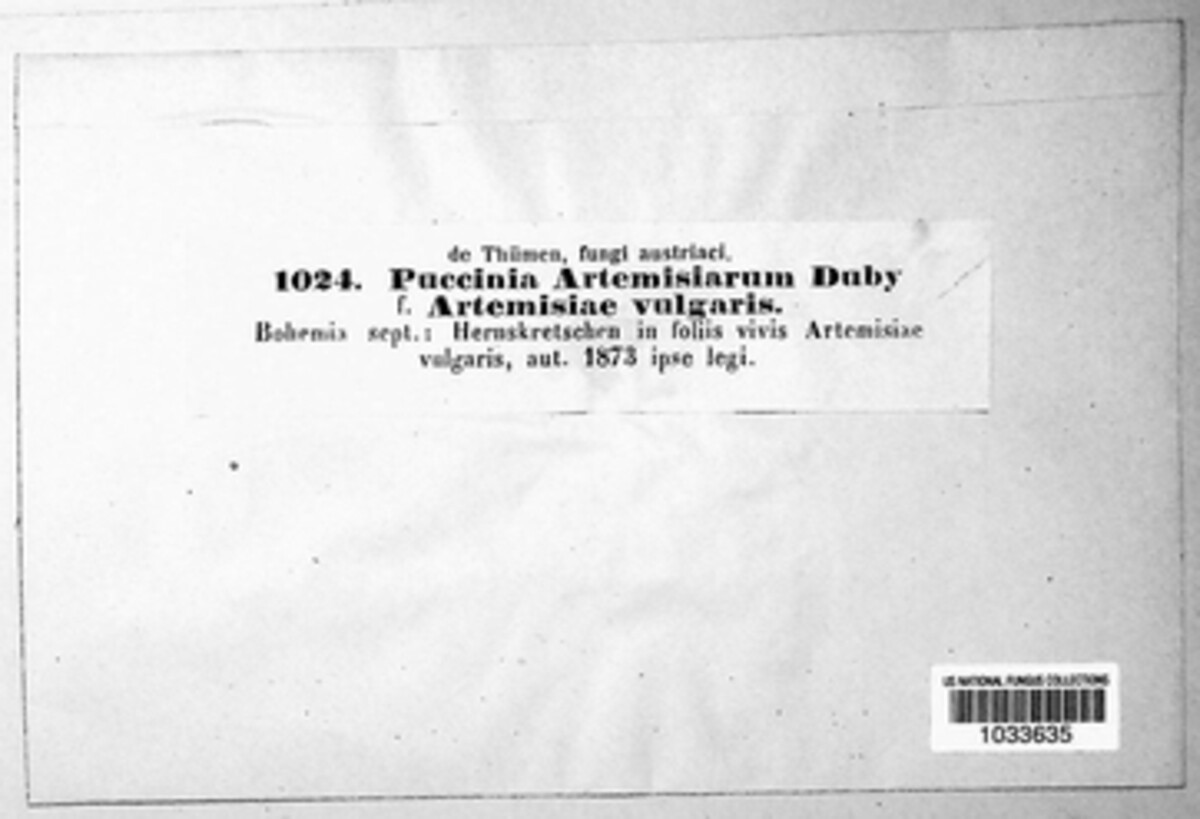 de Thümen, fungi austriaci.
1024. Puccinia Artemisiarum Duby
f. Artemisiae vulgaris.
Bohemia sept.: Hernskretschen in foliis vivis Artemisiae
vulgaris, aut. 1873 ipse legi.
US NATIONAL FUNGUS COLLECTIONS
1033635